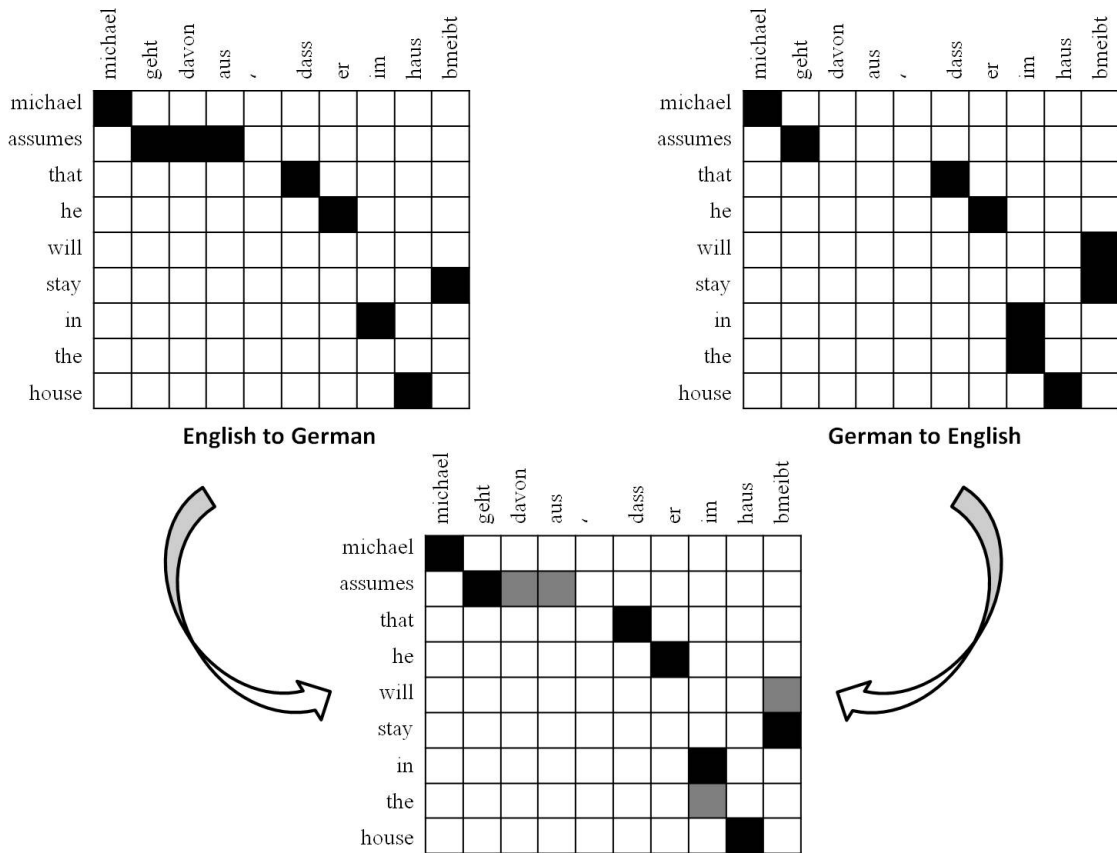 michael geht davon aus , dass er im haus bmeibt
michael
assumes
that
he
will
stay
in
the
house
English to German
michael geht davon aus , dass er im haus bmeibt
michael
assumes
that
he
will
stay
in
the
house
German to English
michael geht davon aus , dass er im haus bmeibt
michael
assumes
that
he
will
stay
in
the
house